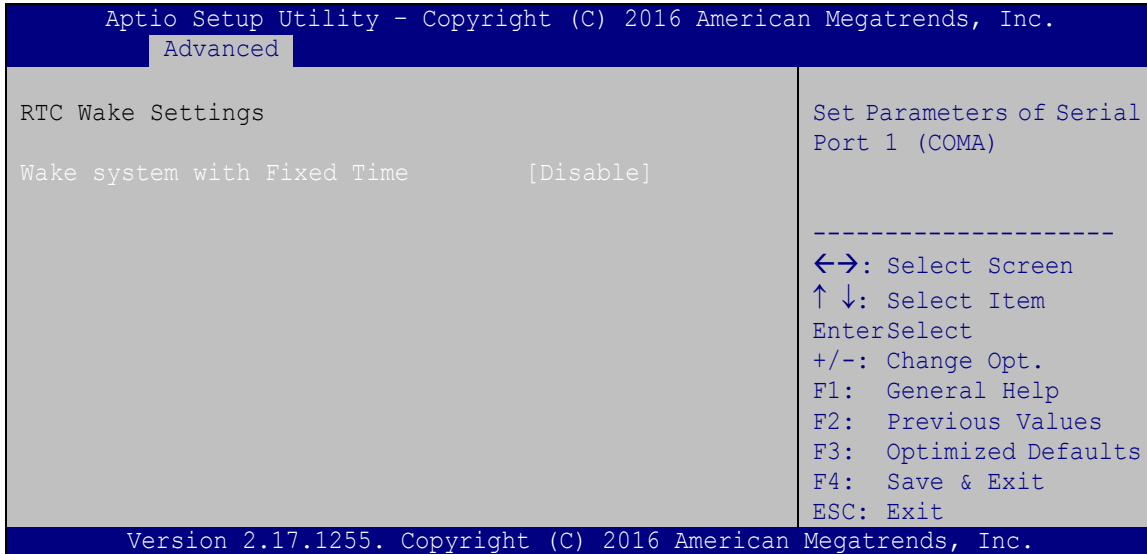 Aptio Setup Utility – Copyright (C) 2016 American Megatrends, Inc.
Advanced
RTC Wake Settings
Wake system with Fixed Time [Disable]
Set Parameters of Serial
Port 1 (COMA)
---------------------
←→: Select Screen
↑ ↓: Select Item
EnterSelect
+/-: Change Opt.
F1: General Help
F2: Previous Values
F3: Optimized Defaults
F4: Save & Exit
ESC: Exit
Version 2.17.1255. Copyright (C) 2016 American Megatrends, Inc.